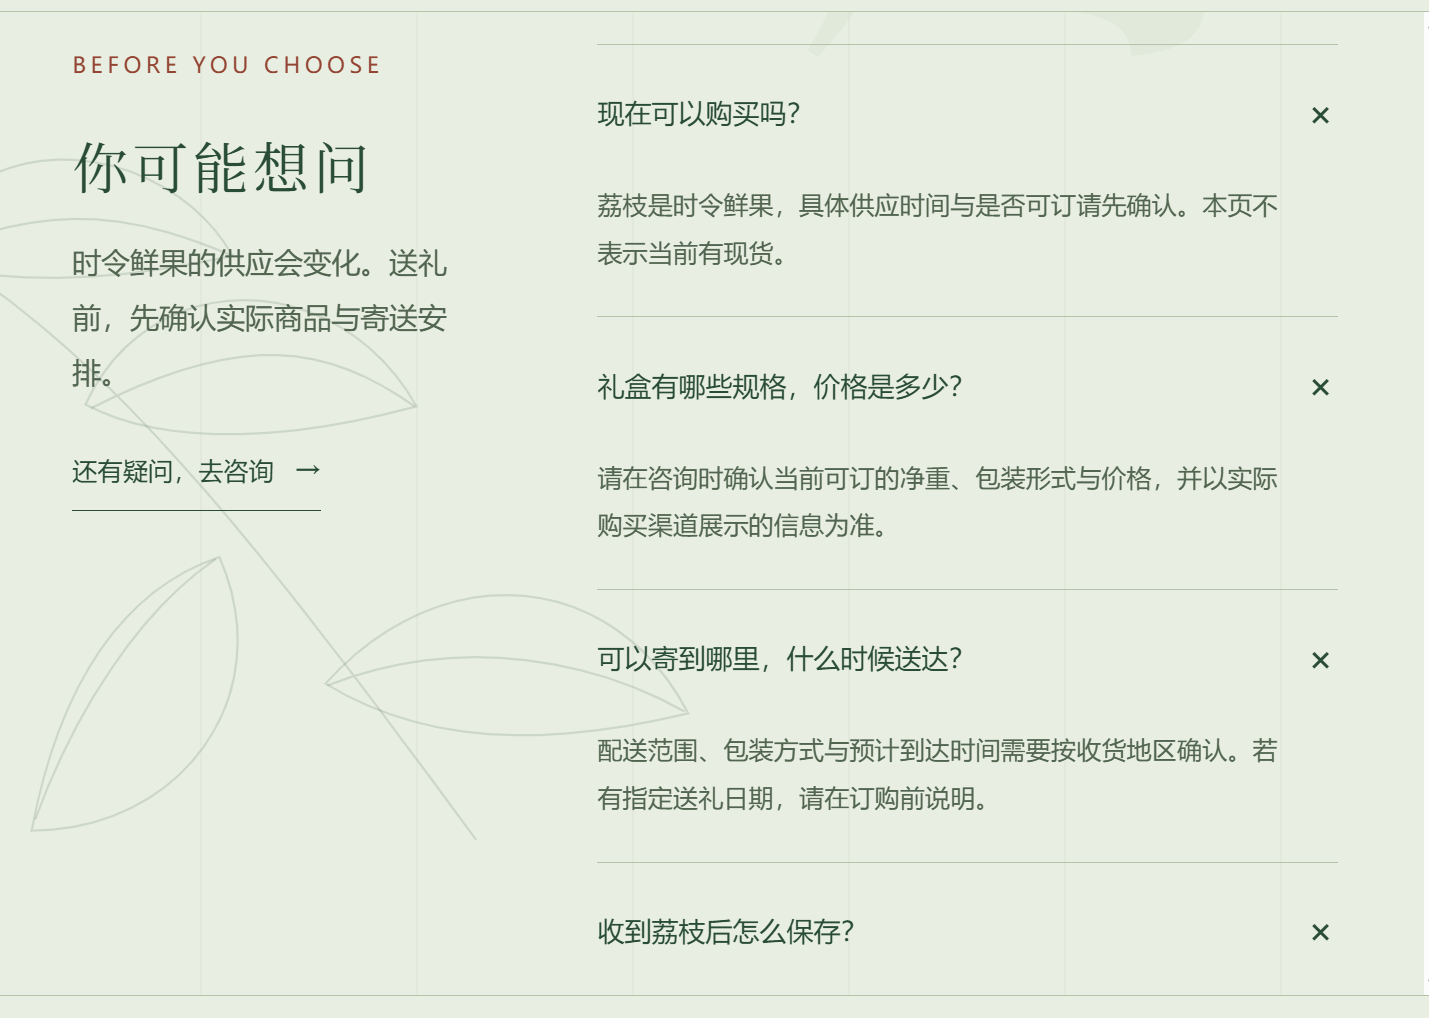 BEFORE YOU CHOOSE
你可能想问
时令鲜果的供应会变化。送礼
前，先确认实际商品与寄送安
排。
还有疑问，去咨询 →
现在可以购买吗？
荔枝是时令鲜果，具体供应时间与是否可订请先确认。本页不
表示当前有现货。
礼盒有哪些规格，价格是多少？
请在咨询时确认当前可订的净重、包装形式与价格，并以实际
购买渠道展示的信息为准。
可以寄到哪里，什么时候送达？
配送范围、包装方式与预计到达时间需要按收货地区确认。若
有指定送礼日期，请在订购前说明。
收到荔枝后怎么保存？